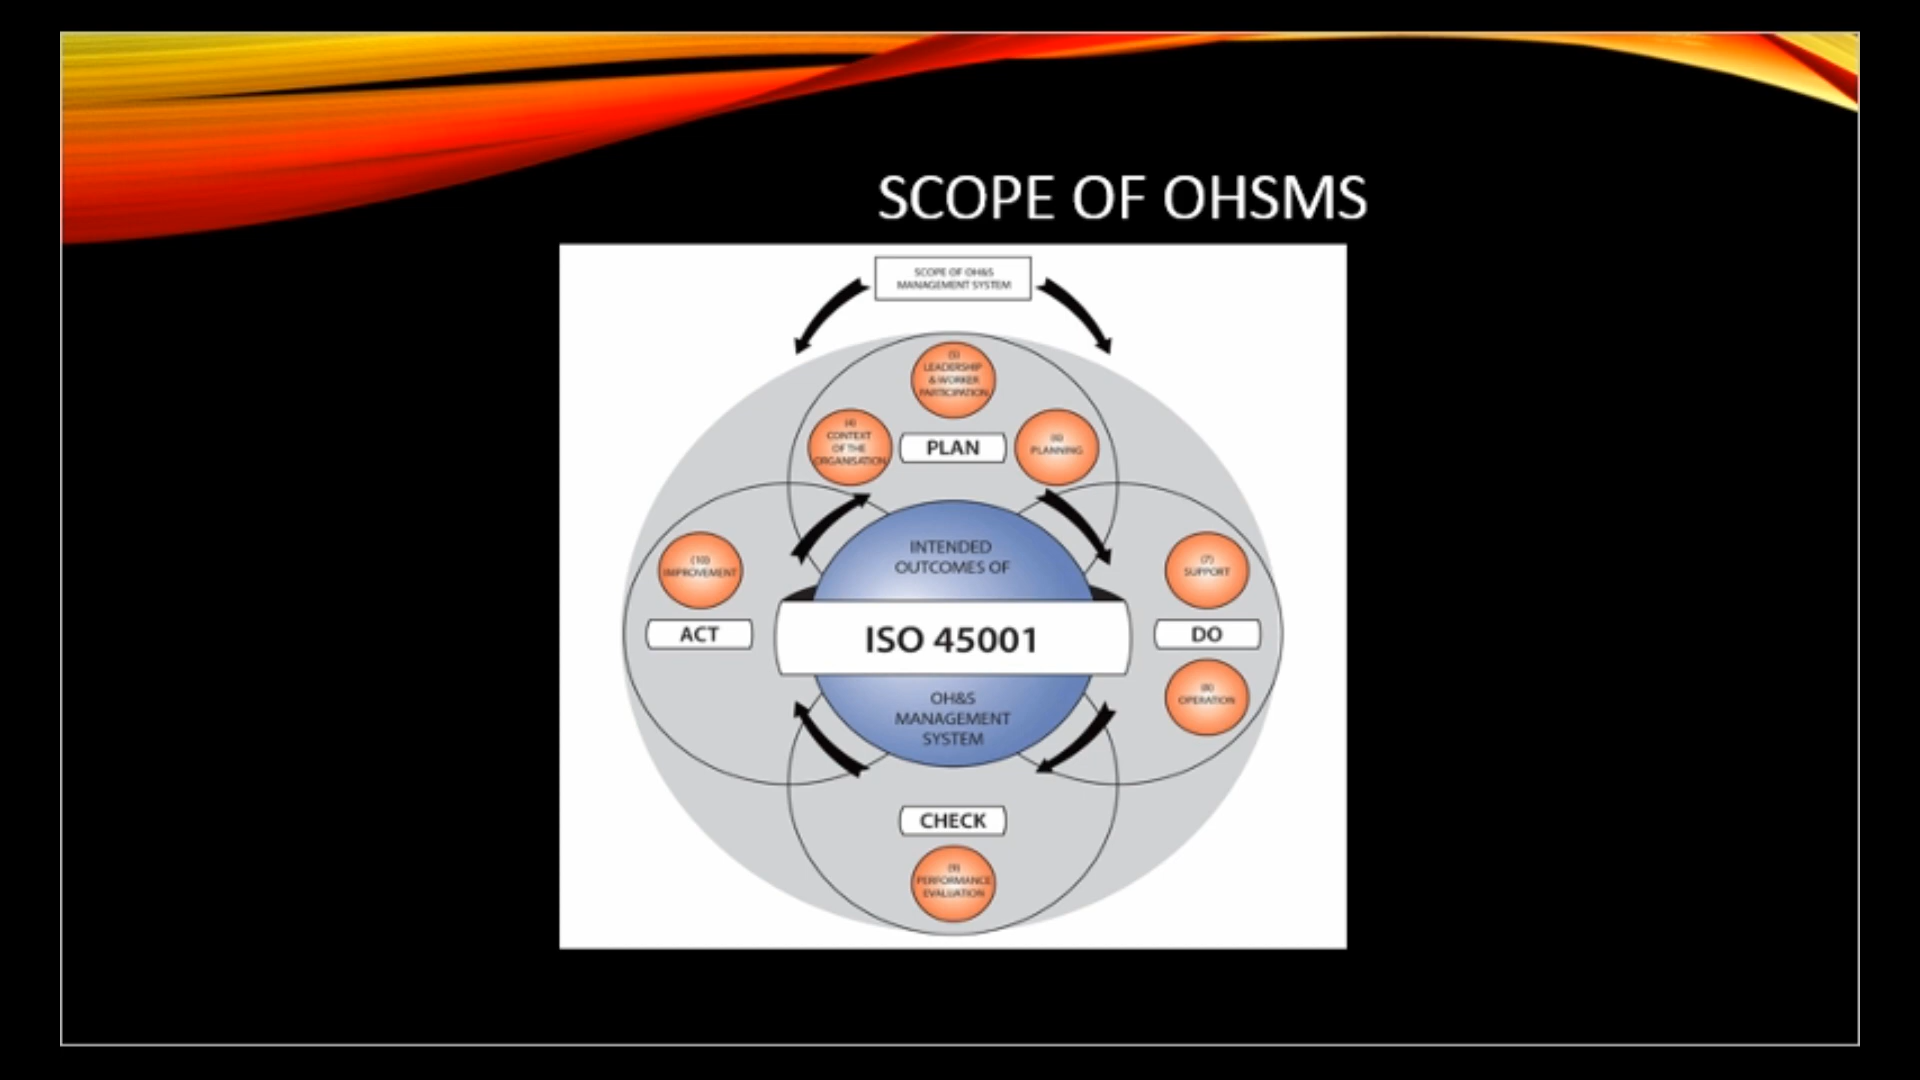 SCOPE OF OHSMS
SCOPE OF OH&S
MANAGEMENT SYSTEM
(5)
LEADERSHIP
& WORKER
PARTICIPATION
(4)
CONTEXT
OF THE
ORGANISATION
PLAN
(6)
PLANNING
INTENDED
OUTCOMES OF
(10)
IMPROVEMENT
(7)
SUPPORT
ACT
ISO 45001
DO
OH&S
MANAGEMENT
SYSTEM
(8)
OPERATION
CHECK
(9)
PERFORMANCE
EVALUATION